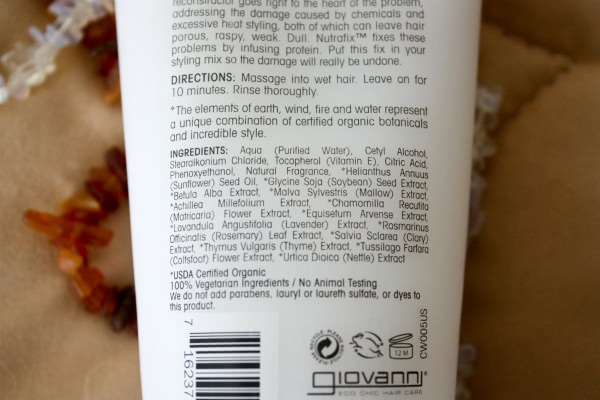 reconstructor goes right to the heart of the problem,
addressing the damage caused by chemicals and
excessive heat styling, both of which can leave hair
porous, raspy, weak. Dull. Nutrafix™ fixes these
problems by infusing protein. Put this fix in your
styling mix so the damage will really be undone.
DIRECTIONS: Massage into wet hair. Leave on for
10 minutes. Rinse thoroughly.
*The elements of earth, wind, fire and water represent
a unique combination of certified organic botanicals
and incredible style.
INGREDIENTS: Aqua (Purified Water), Cetyl Alcohol,
Stearalkonium Chloride, Tocopherol (Vitamin E), Citric Acid,
Phenoxyethanol, Natural Fragrance, *Helianthus Annuus
(Sunflower) Seed Oil, *Glycine Soja (Soybean) Seed Extract,
*Betula Alba Extract, *Malva Sylvestris (Mallow) Extract,
*Achillea Millefolium Extract, *Chamomilla Recutita
(Matricaria) Flower Extract, *Equisetum Arvense Extract,
*Lavandula Angustifolia (Lavender) Extract, *Rosmarinus
Officinalis (Rosemary) Leaf Extract, *Salvia Sclarea (Clary)
Extract, *Thymus Vulgaris (Thyme) Extract, *Tussilago Farfara
(Coltsfoot) Flower Extract, *Urtica Dioica (Nettle) Extract
*USDA Certified Organic
100% Vegetarian Ingredients / No Animal Testing
We do not add parabens, lauryl or laureth sulfate, or dyes to
this product.
7
16237
RECYCLE PLEASE
12 M
CW005US
giovanni
ECO CHIC HAIR CARE